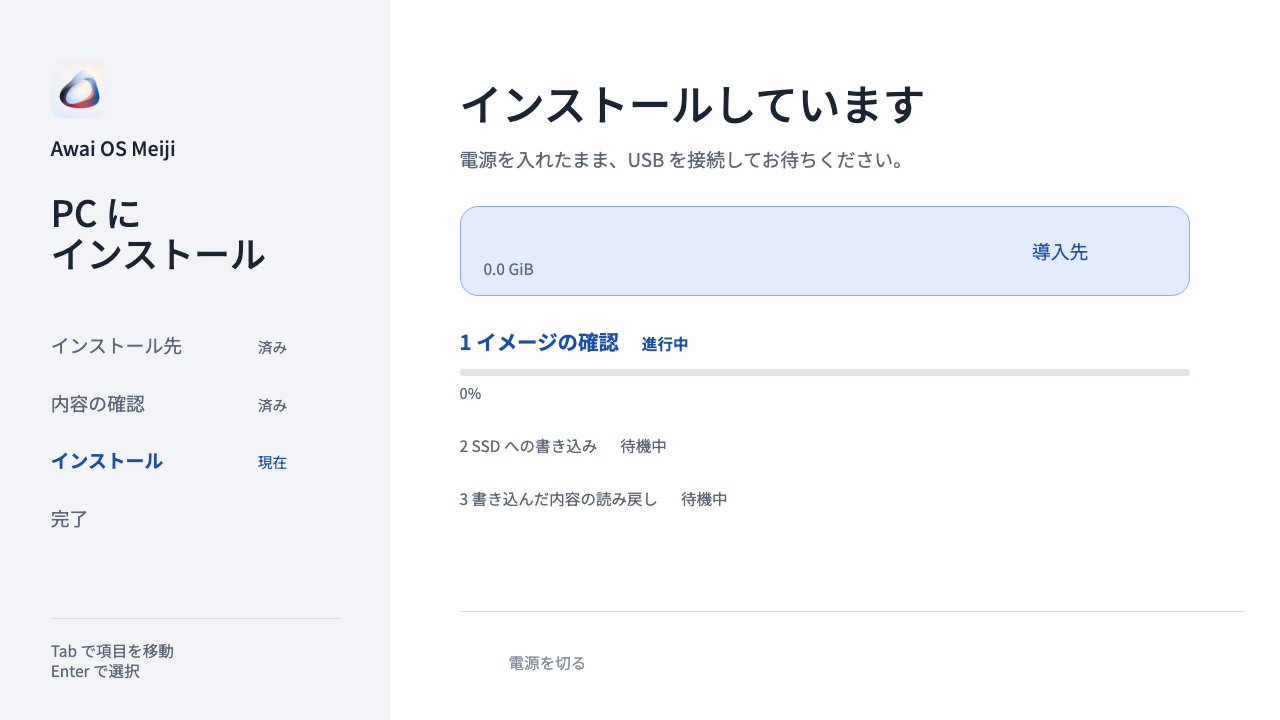 Awai OS Meiji
PC に
インストール
インストール先 済み
内容の確認 済み
インストール 現在
完了
Tab で項目を移動
Enter で選択
インストールしています
電源を入れたまま、USB を接続してお待ちください。
0.0 GiB
導入先
1 イメージの確認 進行中
0%
2 SSD への書き込み 待機中
3 書き込んだ内容の読み戻し 待機中
電源を切る